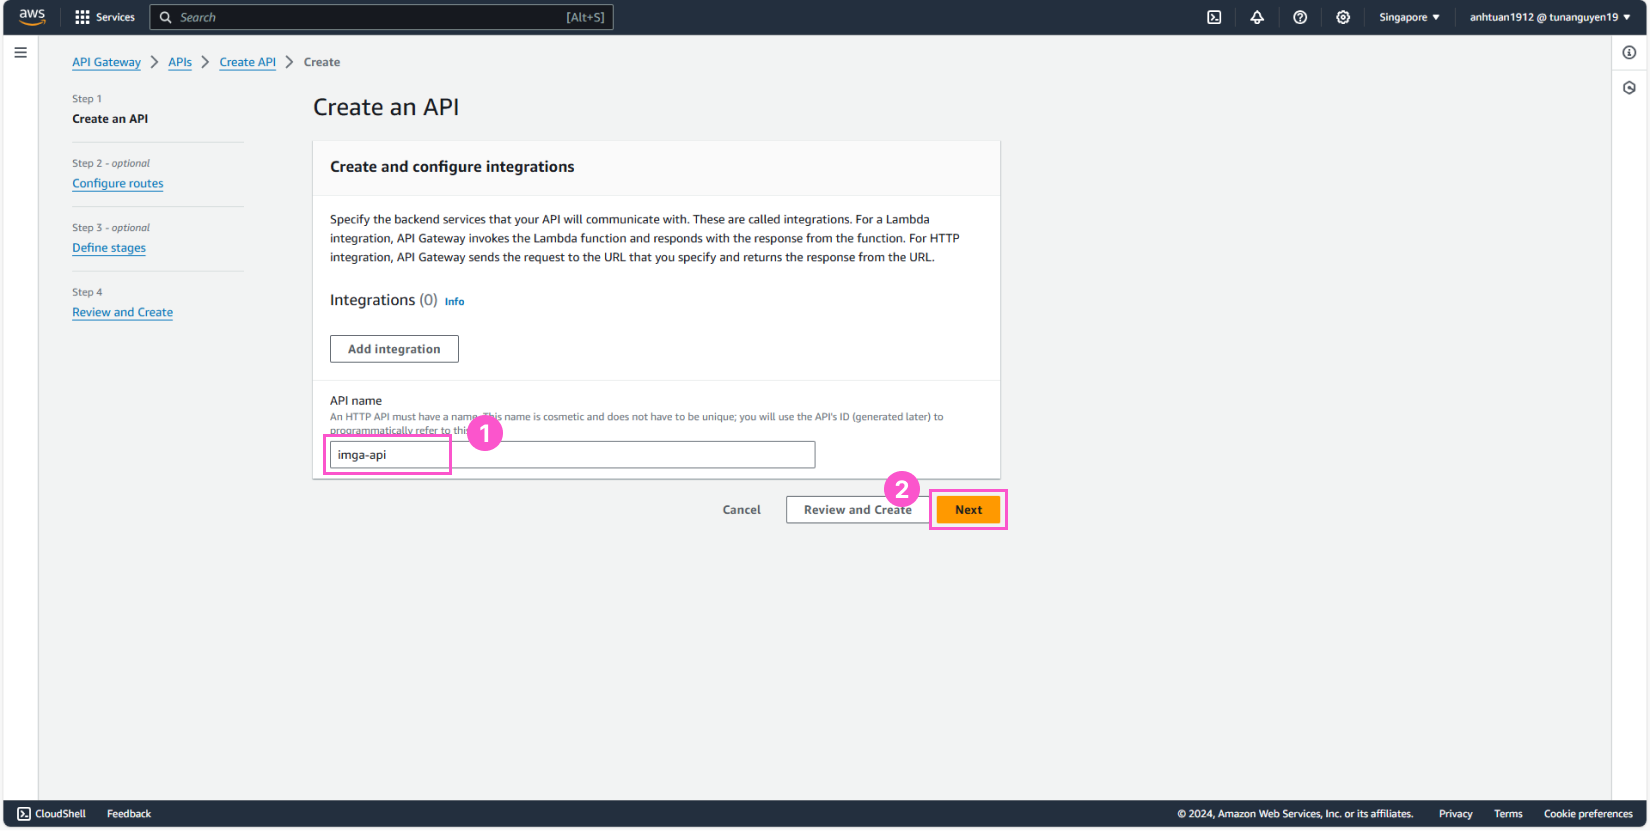 aws Services Search [Alt+S] Singapore ▼ anhtuan1912 @ tunanguyen19 ▼
API Gateway > APIs > Create API > Create
Step 1
Create an API
Step 2 - optional
Configure routes
Step 3 - optional
Define stages
Step 4
Review and Create
Create an API
Create and configure integrations
Specify the backend services that your API will communicate with. These are called integrations. For a Lambda
integration, API Gateway invokes the Lambda function and responds with the response from the function. For HTTP
integration, API Gateway sends the request to the URL that you specify and returns the response from the URL.
Integrations (0) Info
Add integration
API name
An HTTP API must have a name. This name is cosmetic and does not have to be unique; you will use the API's ID (generated later) to
programmatically refer to this
1
imga-api
2
Cancel Review and Create Next
CloudShell Feedback © 2024, Amazon Web Services, Inc. or its affiliates. Privacy Terms Cookie preferences